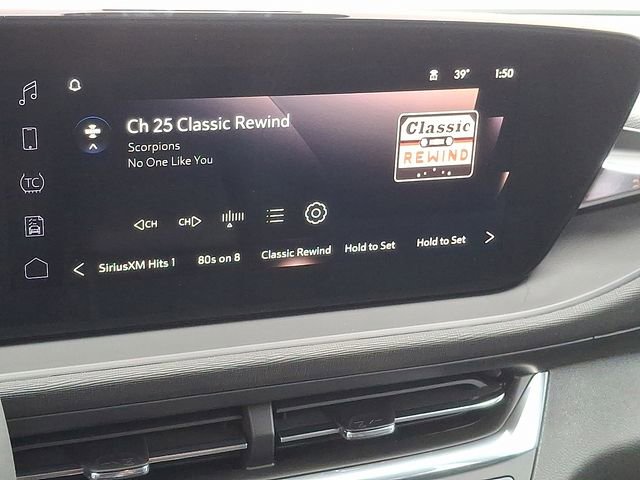 39° 1:50
Ch 25 Classic Rewind
Scorpions
No One Like You
Classic
REWIND
TC
CH CH
SiriusXM Hits 1 80s on 8 Classic Rewind Hold to Set Hold to Set